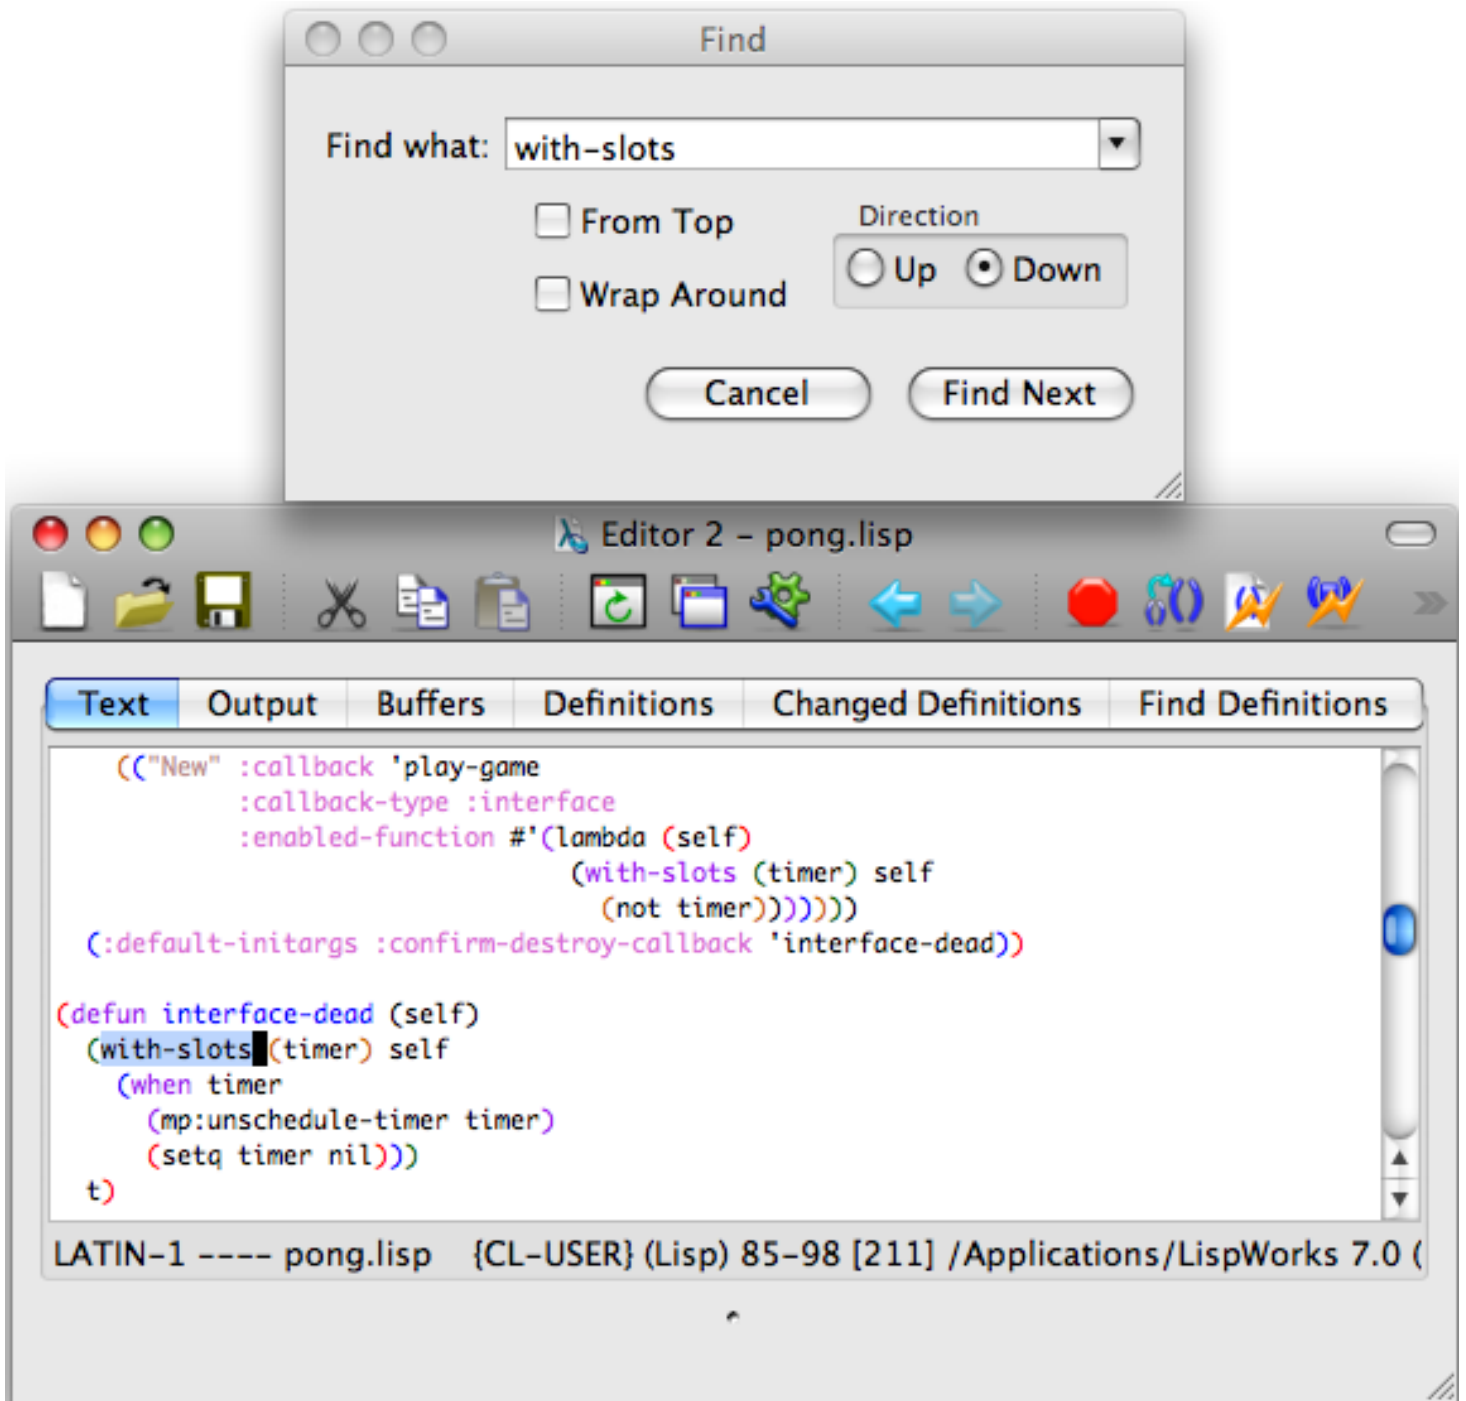 Find
Find what: with-slots
From Top
Direction
Up Down
Wrap Around
Cancel Find Next
Editor 2 - pong.lisp
Text Output Buffers Definitions Changed Definitions Find Definitions
(("New" :callback 'play-game
:callback-type :interface
:enabled-function #'(lambda (self)
(with-slots (timer) self
(not timer)))))))
(:default-initargs :confirm-destroy-callback 'interface-dead))
(defun interface-dead (self)
(with-slots (timer) self
(when timer
(mp:unschedule-timer timer)
(setq timer nil)))
t)
LATIN-1 ---- pong.lisp {CL-USER} (Lisp) 85-98 [211] /Applications/LispWorks 7.0 (